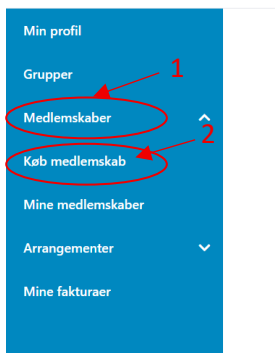 Min profil
Grupper
1
Medlemskaber
2
Køb medlemskab
Mine medlemskaber
Arrangementer
Mine fakturaer